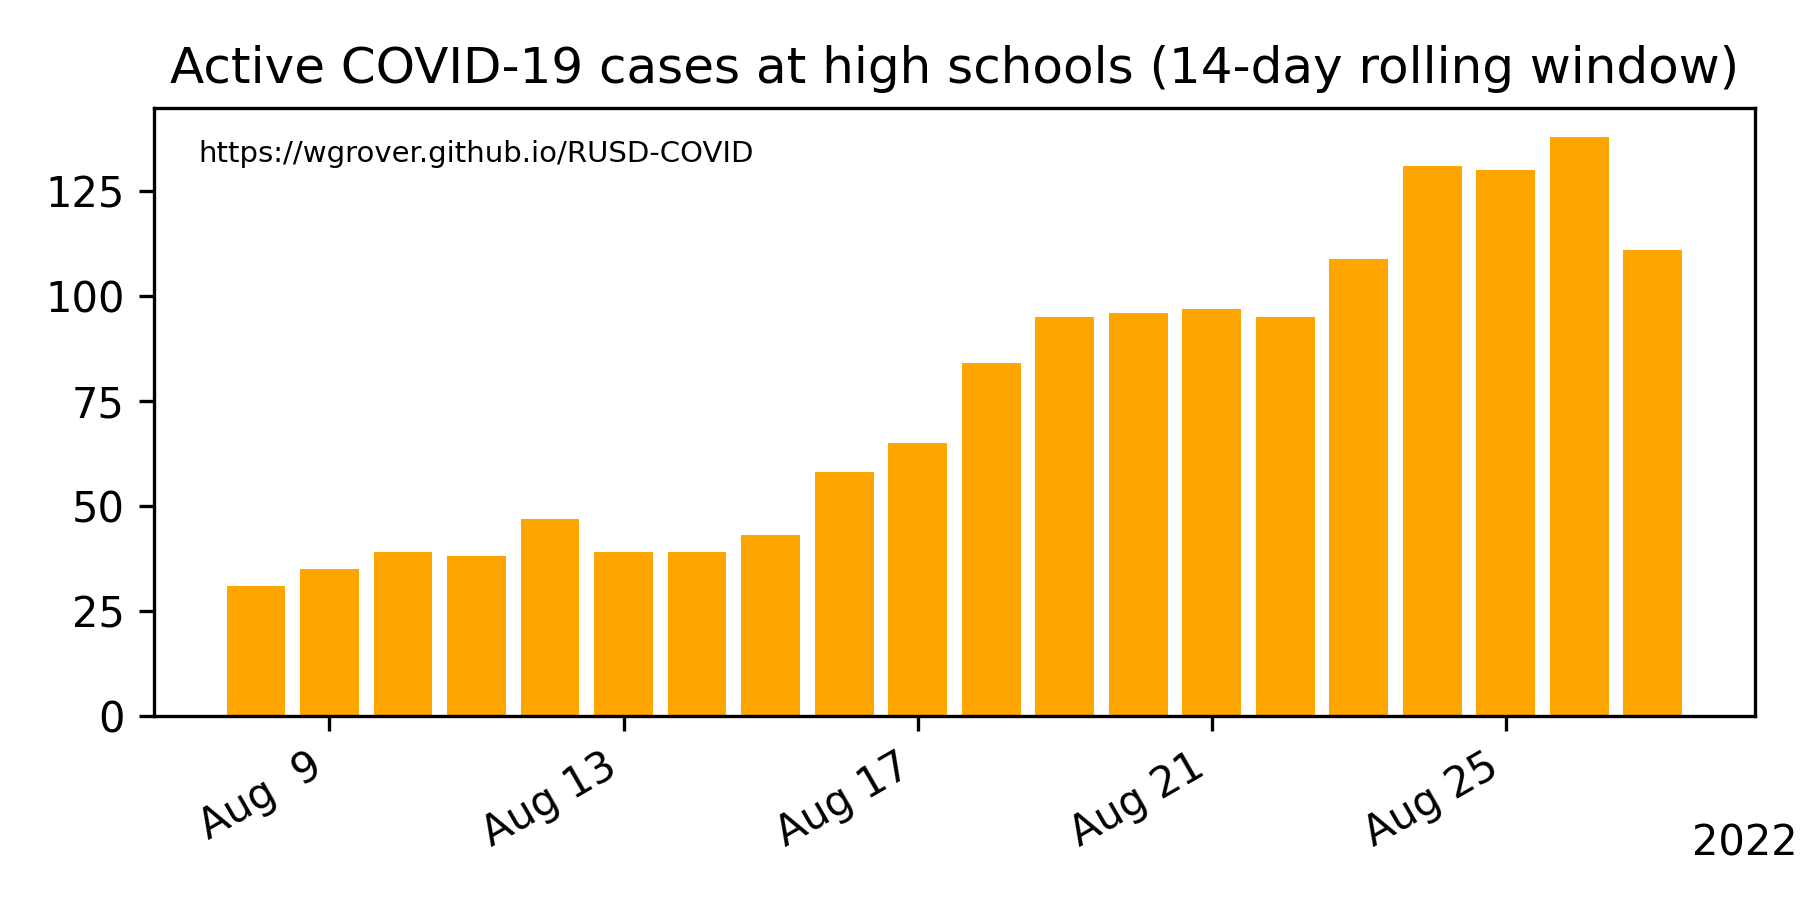 Active COVID-19 cases at high schools (14-day rolling window)
https://wgrover.github.io/RUSD-COVID
125
100
75
50
25
0
Aug 9
Aug 13
Aug 17
Aug 21
Aug 25
2022